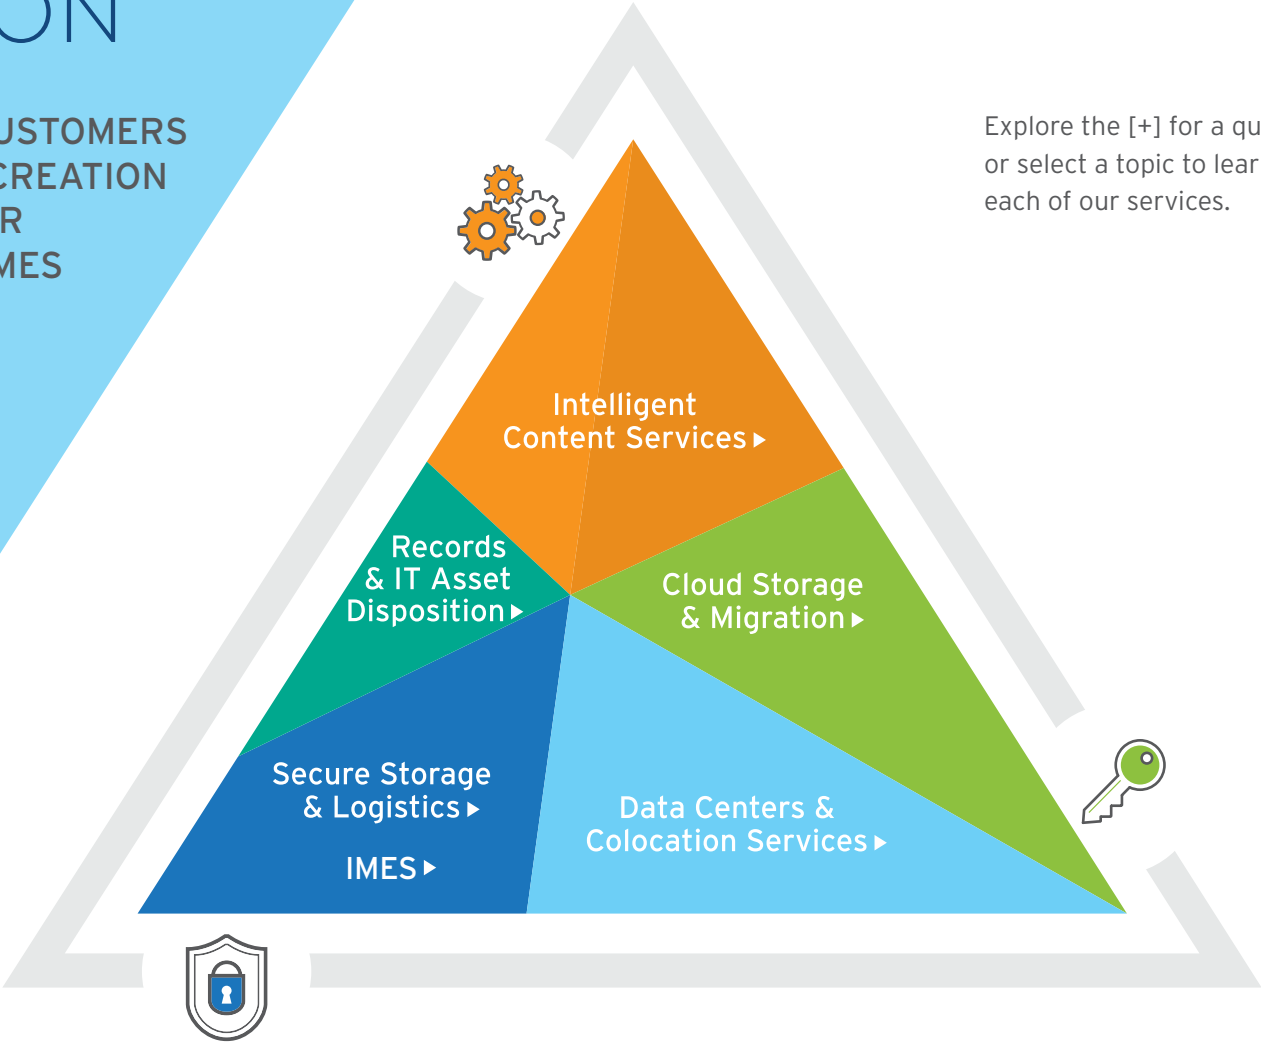 ON
USTOMERS
CREATION
R
MES
Explore the [+] for a qu
or select a topic to lear
each of our services.
Intelligent
Content Services
Records
& IT Asset
Disposition
Cloud Storage
& Migration
Secure Storage
& Logistics
IMES
Data Centers &
Colocation Services